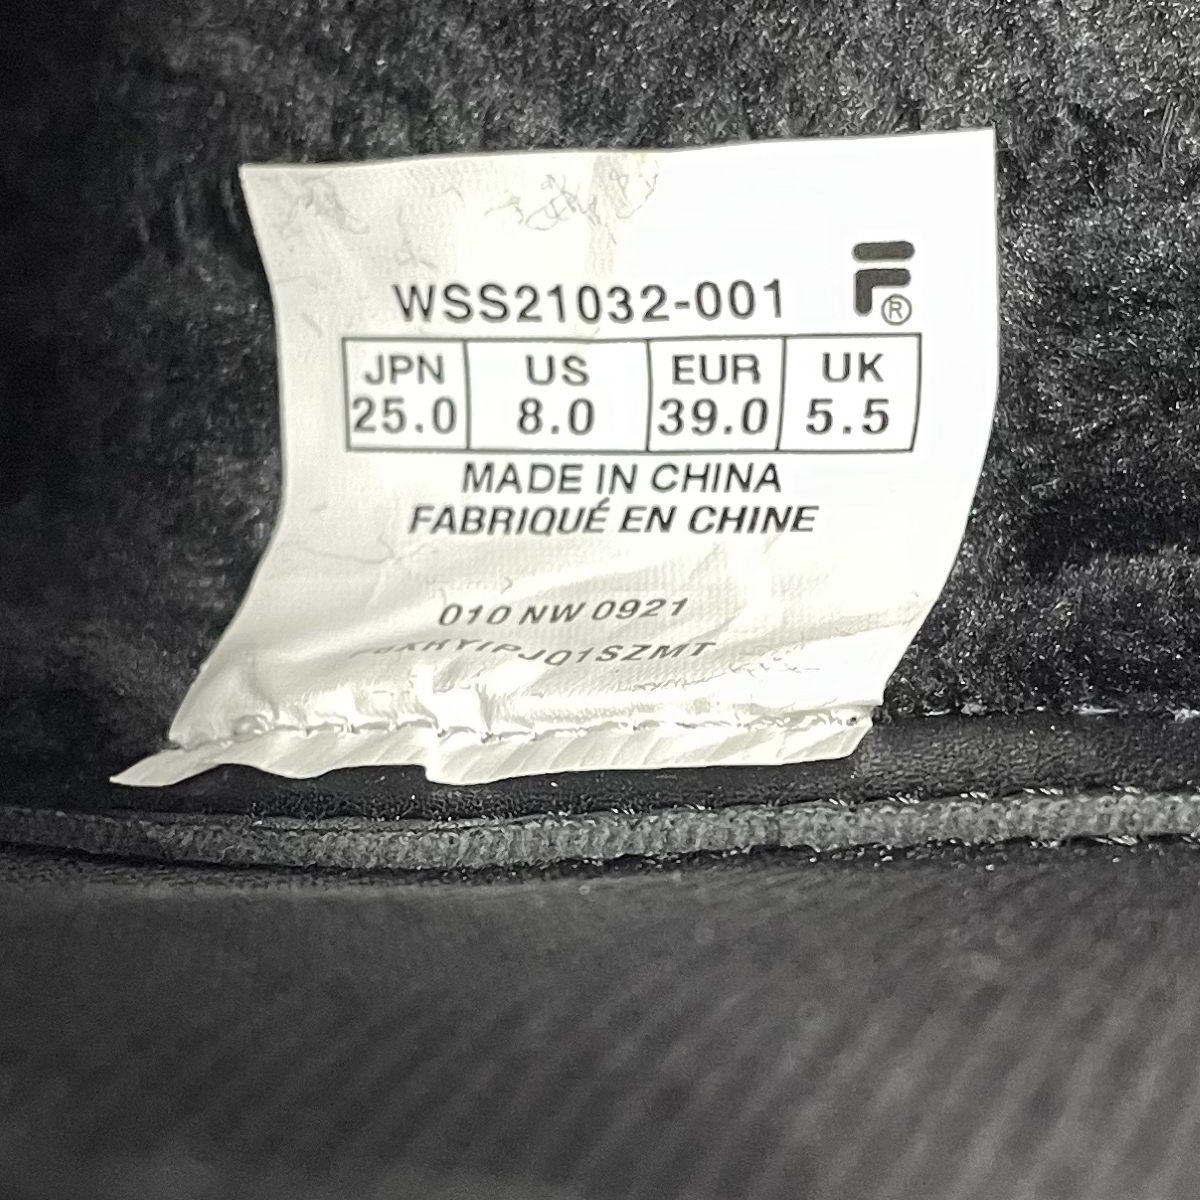 WSS21032-001
JPN US EUR UK
25.0 8.0 39.0 5.5
MADE IN CHINA
FABRIQUÉ EN CHINE
010 NW 0921